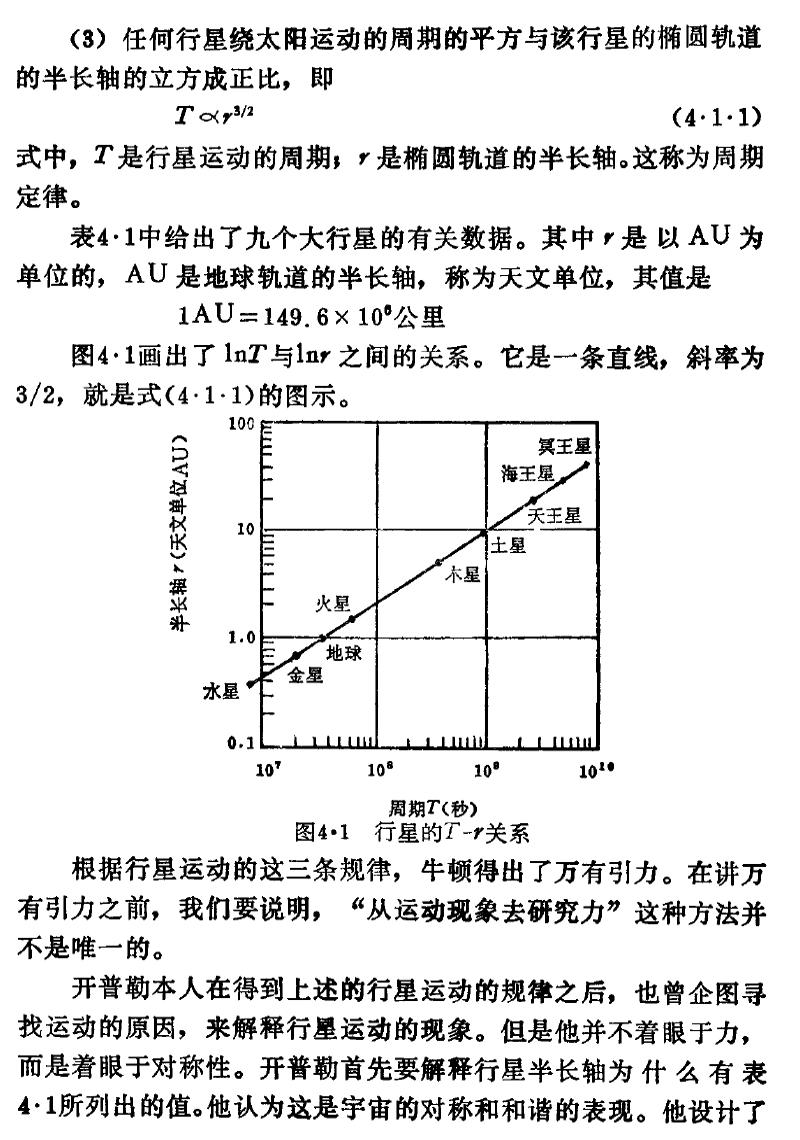 (3) 任何行星绕太阳运动的周期的平方与该行星的椭圆轨道
的半长轴的立方成正比，即
T∝r^{3/2} (4·1·1)
式中，T 是行星运动的周期；r 是椭圆轨道的半长轴。这称为周期
定律。
表4·1中给出了九个大行星的有关数据。其中 r 是 以 AU 为
单位的，AU 是地球轨道的半长轴，称为天文单位，其值是
1AU=149.6×10⁶公里
图4·1画出了 lnT与lnr 之间的关系。它是一条直线，斜率为
3/2，就是式(4·1·1)的图示。
100
10
1.0
0.1
半长轴 r(天文单位AU)
冥王星
海王星
天王星
土星
木星
火星
地球
金星
水星
10⁷ 10⁸ 10⁹ 10¹⁰
周期T(秒)
图4·1 行星的T-r关系
根据行星运动的这三条规律，牛顿得出了万有引力。在讲万
有引力之前，我们要说明，“从运动现象去研究力”这种方法并
不是唯一的。
开普勒本人在得到上述的行星运动的规律之后，也曾企图寻
找运动的原因，来解释行星运动的现象。但是他并不着眼于力，
而是着眼于对称性。开普勒首先要解释行星半长轴为 什 么 有 表
4·1所列出的值。他认为这是宇宙的对称和和谐的表现。他设计了